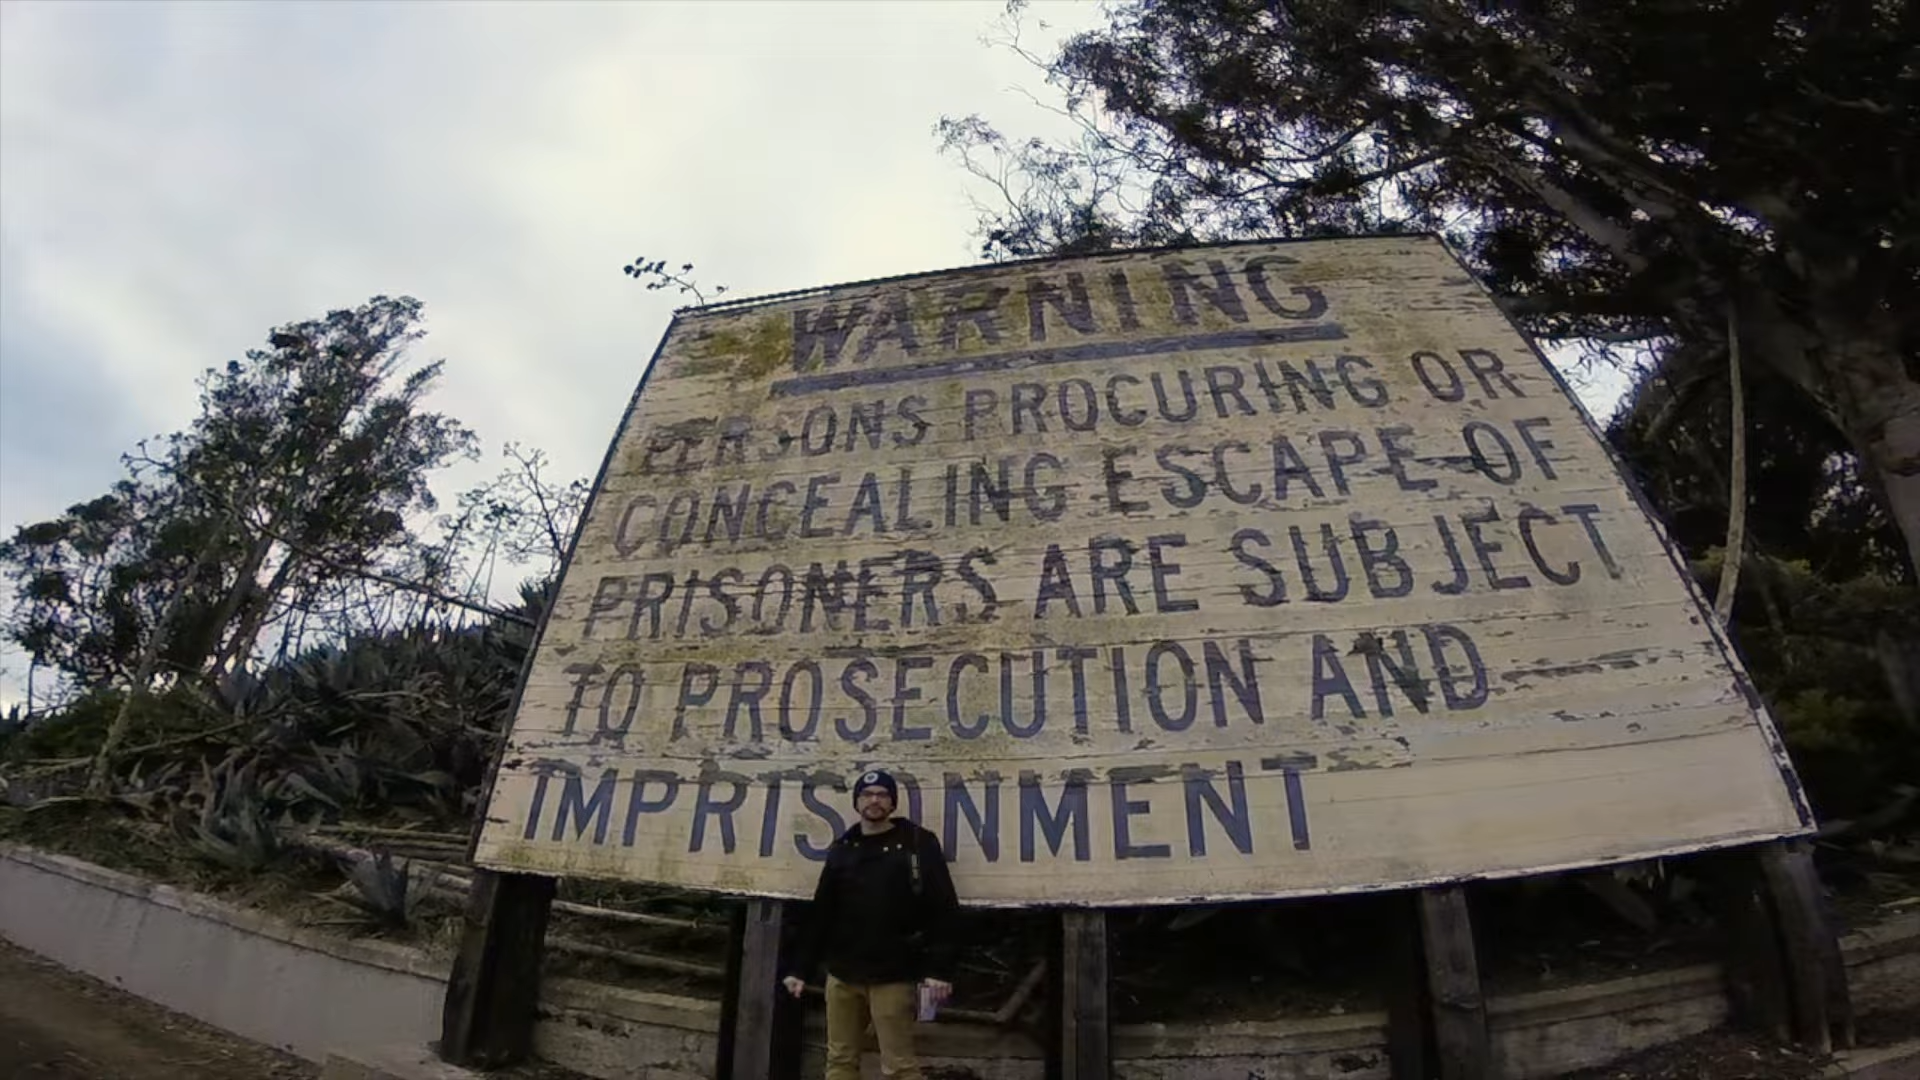 WARNING
PERSONS PROCURING OR
CONCEALING ESCAPE OF
PRISONERS ARE SUBJECT
TO PROSECUTION AND
IMPRISONMENT